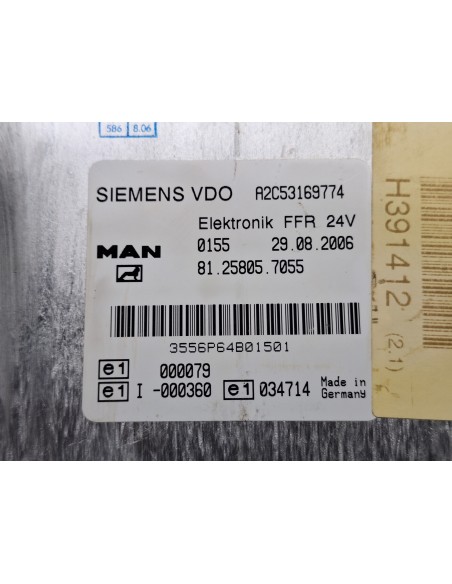 586 8.06
SIEMENS VDO A2C53169774
Elektronik FFR 24V
MAN 0155 29.08.2006
81.25805.7055
3556P64B01501
e1 000079
e1 I -000360 e1 034714 Made in
Germany
H391412 (2.1)